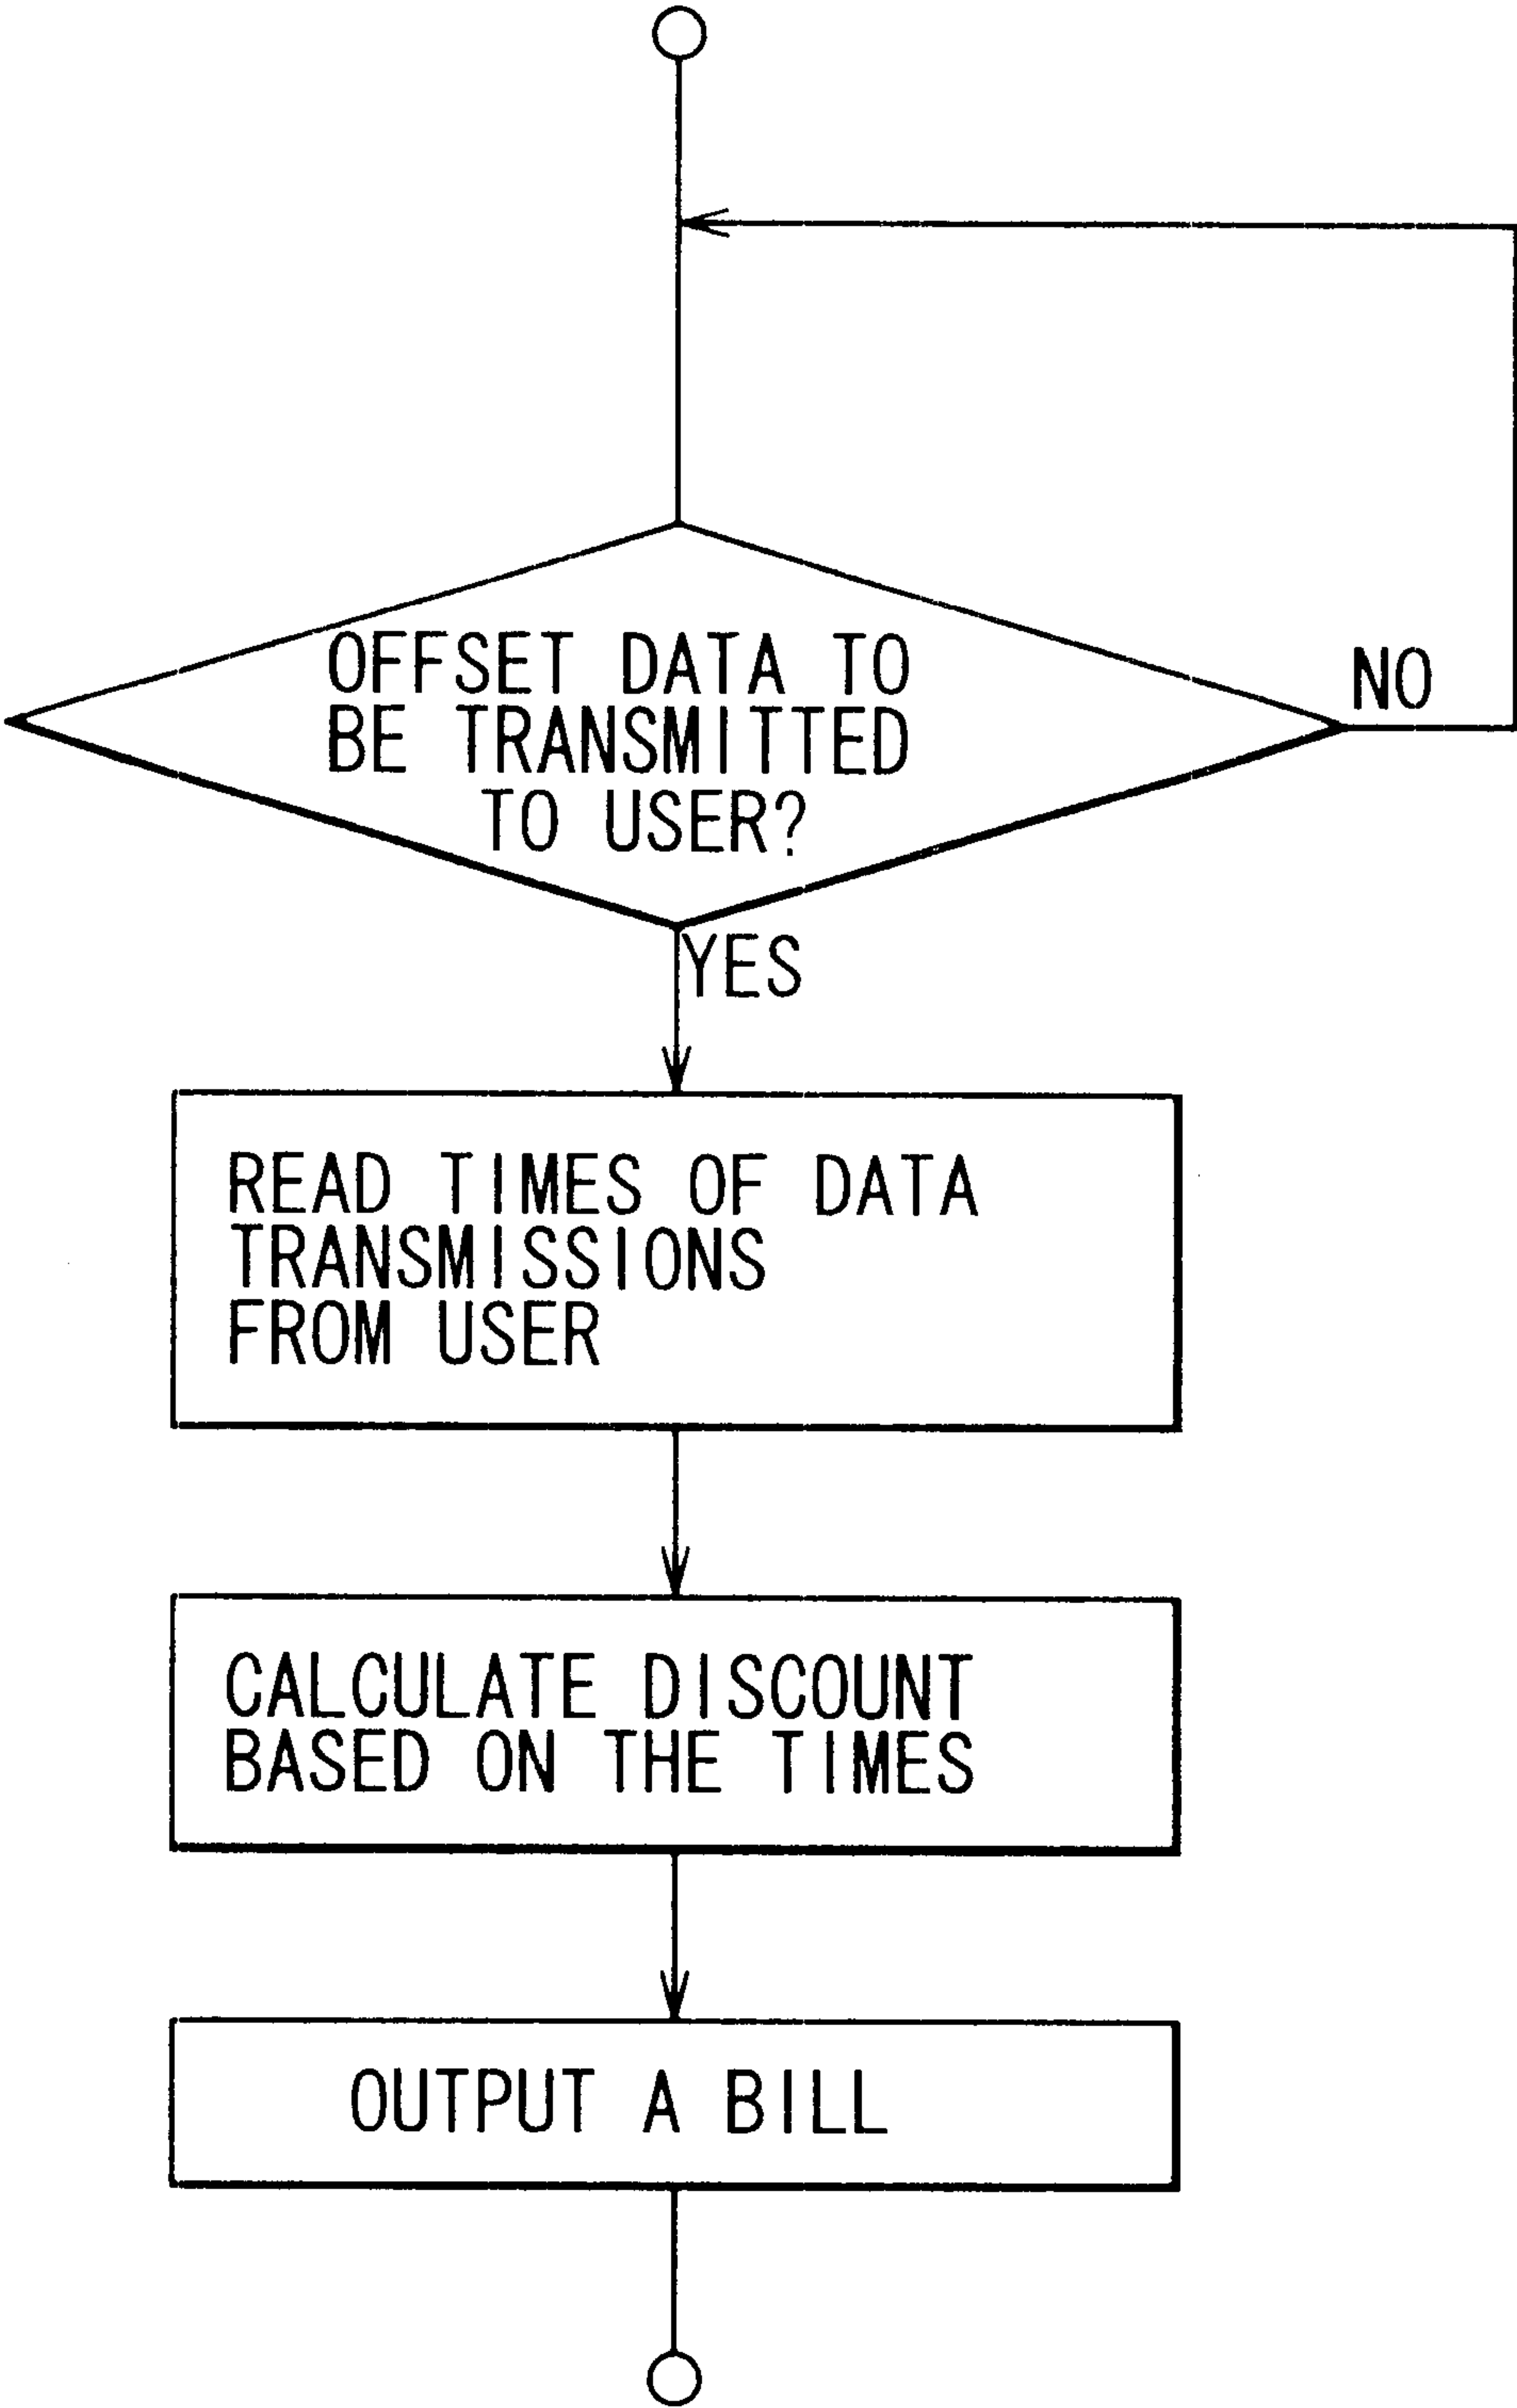 OFFSET DATA TO
BE TRANSMITTED
TO USER?
NO
YES
READ TIMES OF DATA
TRANSMISSIONS
FROM USER
CALCULATE DISCOUNT
BASED ON THE TIMES
OUTPUT A BILL